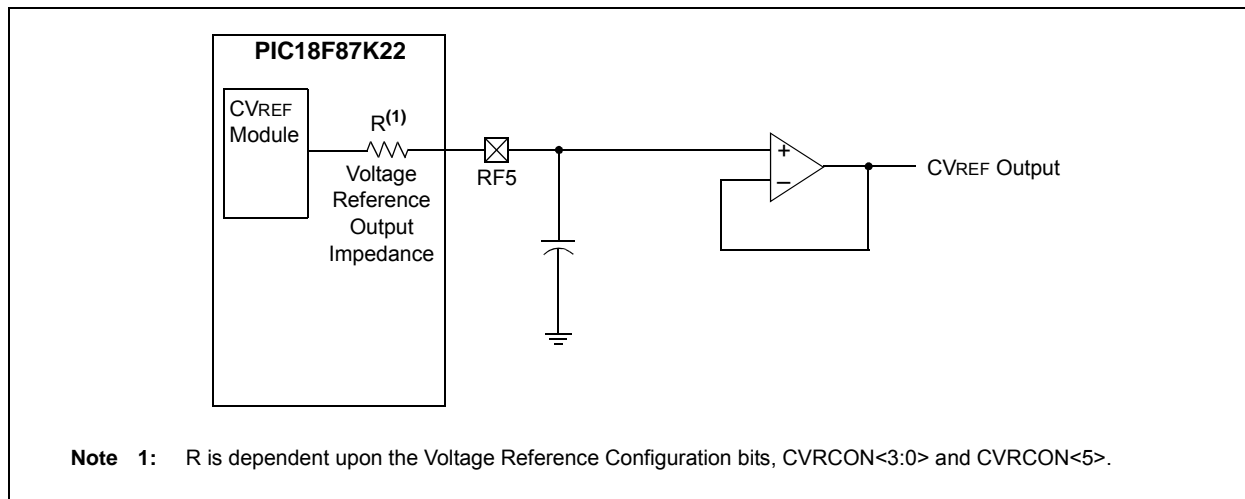 PIC18F87K22
CVREF
Module
R(1)
Voltage
Reference
Output
Impedance
RF5
+
–
CVREF Output
Note 1: R is dependent upon the Voltage Reference Configuration bits, CVRCON<3:0> and CVRCON<5>.